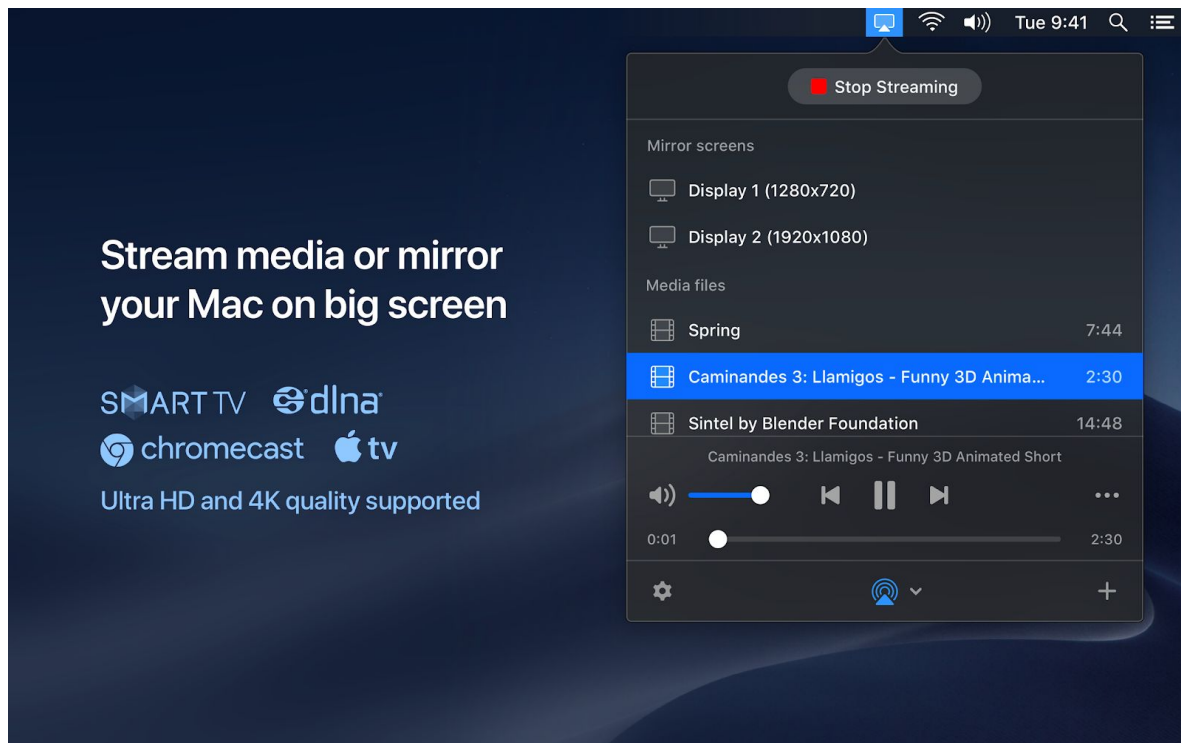 Tue 9:41
Stop Streaming
Mirror screens
Display 1 (1280x720)
Display 2 (1920x1080)
Media files
Spring 7:44
Caminandes 3: Llamigos - Funny 3D Anima... 2:30
Sintel by Blender Foundation 14:48
Caminandes 3: Llamigos - Funny 3D Animated Short
0:01 2:30
Stream media or mirror
your Mac on big screen
SMART TV dlna
chromecast tv
Ultra HD and 4K quality supported